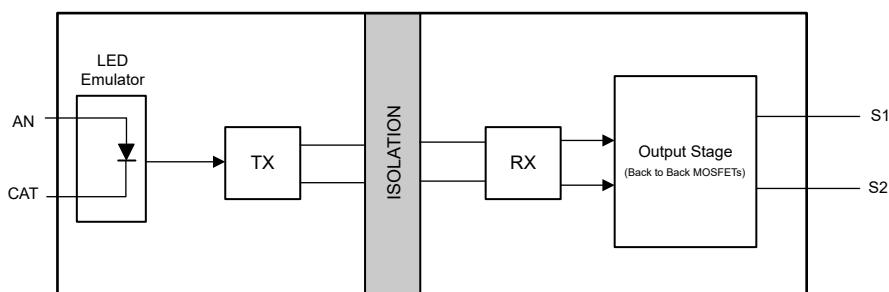 LED
Emulator
AN
CAT
TX
ISOLATION
RX
Output Stage
(Back to Back MOSFETs)
S1
S2